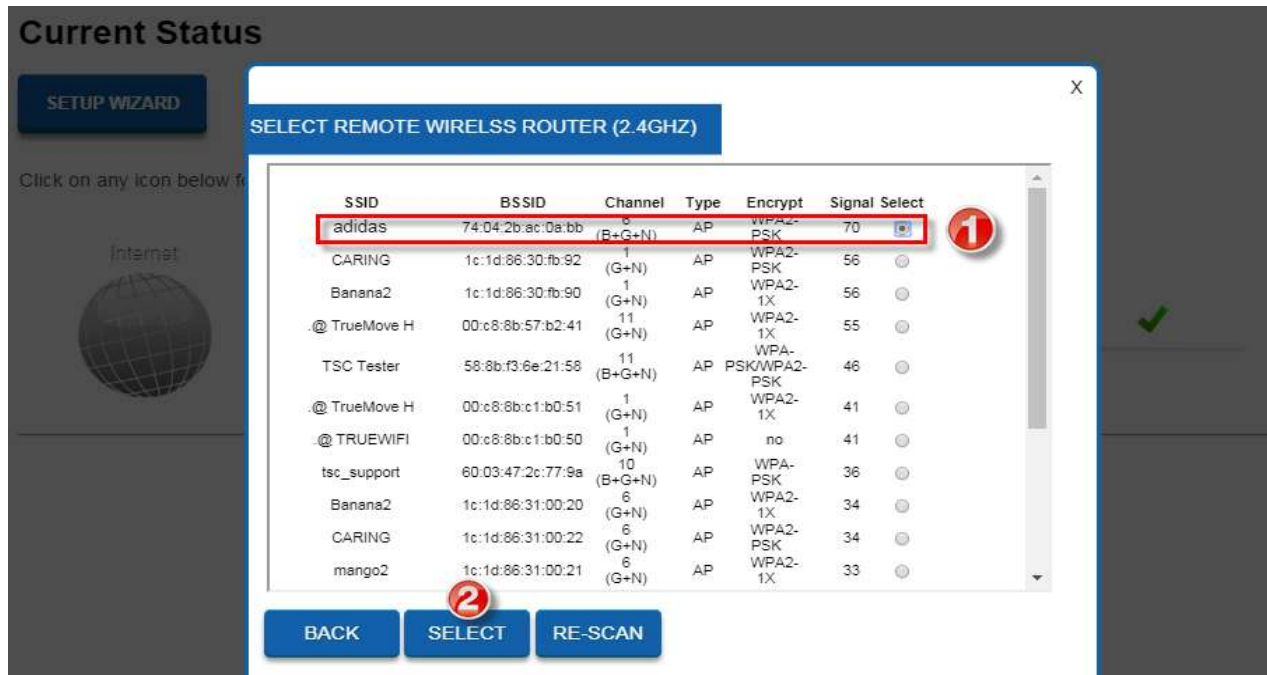 Current Status
SETUP WIZARD
X
SELECT REMOTE WIRELSS ROUTER (2.4GHZ)
Click on any icon below
Internet
SSID BSSID Channel Type Encrypt Signal Select
adidas 74:04:2b:ac:0a:bb 6 (B+G+N) AP WPA2-PSK 70
1
CARING 1c:1d:86:30:fb:92 1 (G+N) AP WPA2-PSK 56
Banana2 1c:1d:86:30:fb:90 1 (G+N) AP WPA2-1X 56
.@ TrueMove H 00:c8:8b:57:b2:41 11 (G+N) AP WPA2-1X 55
TSC Tester 58:8b:f3:6e:21:58 11 (B+G+N) AP WPA-PSK/WPA2-PSK 46
.@ TrueMove H 00:c8:8b:c1:b0:51 1 (G+N) AP WPA2-1X 41
.@ TRUEWIFI 00:c8:8b:c1:b0:50 1 (G+N) AP no 41
tsc_support 60:03:47:2c:77:9a 10 (B+G+N) AP WPA-PSK 36
Banana2 1c:1d:86:31:00:20 6 (G+N) AP WPA2-1X 34
CARING 1c:1d:86:31:00:22 6 (G+N) AP WPA2-PSK 34
mango2 1c:1d:86:31:00:21 6 (G+N) AP WPA2-1X 33
2
BACK SELECT RE-SCAN